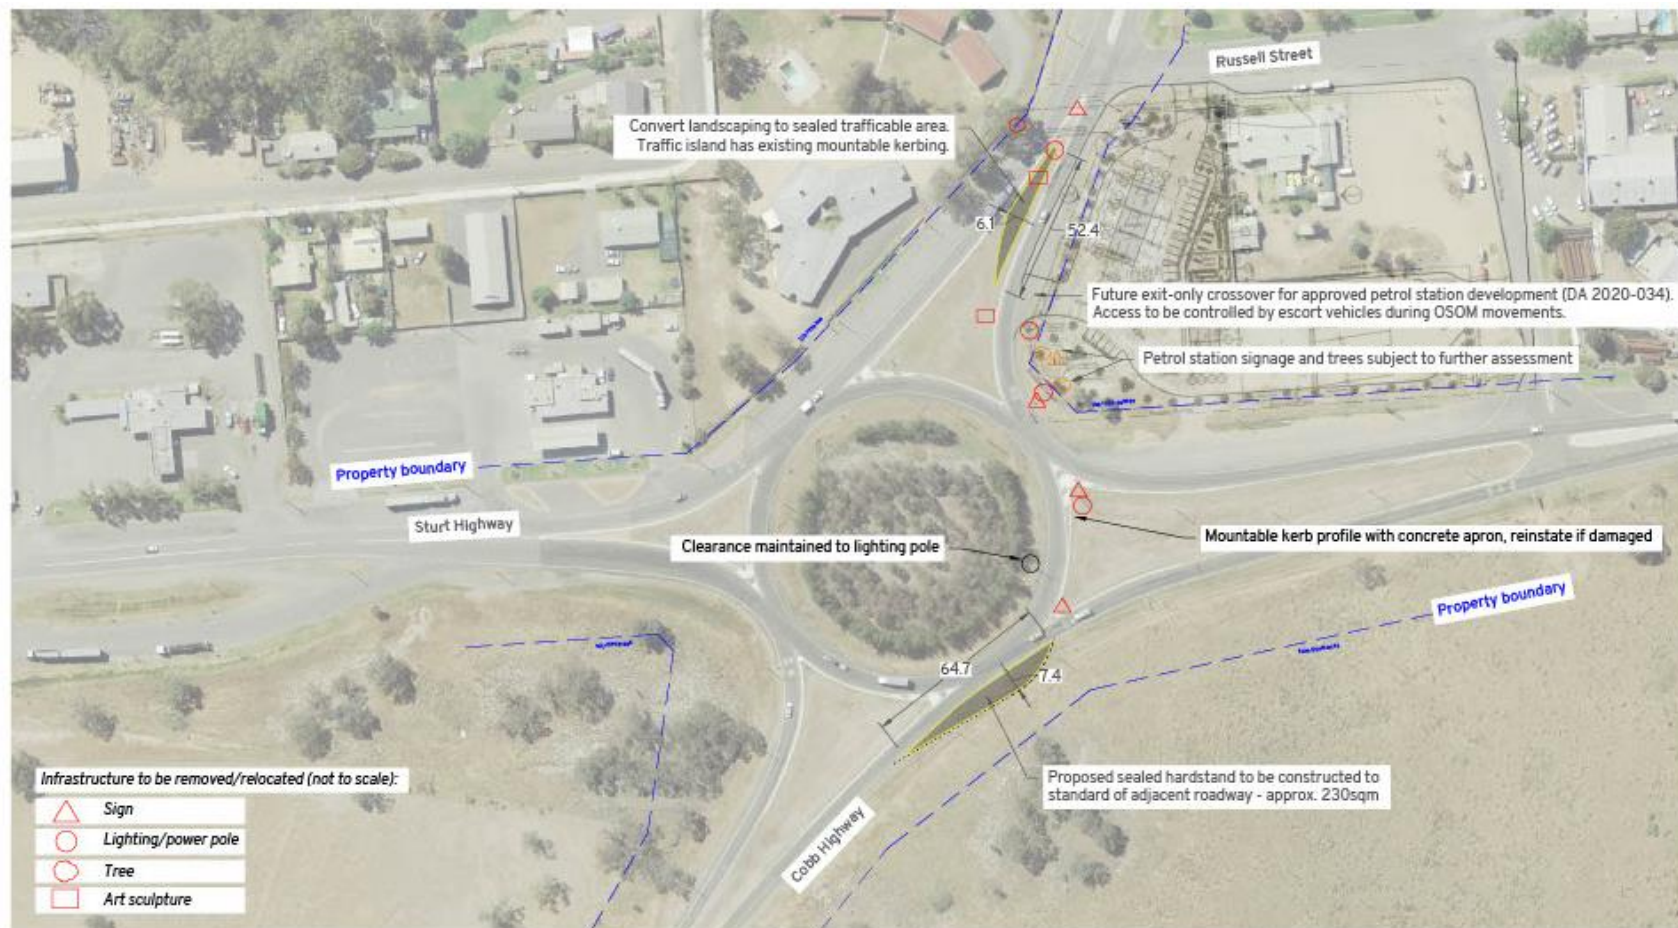 Russell Street
Convert landscaping to sealed trafficable area.
Traffic island has existing mountable kerbing.
6.1
52.4
Future exit-only crossover for approved petrol station development (DA 2020-034).
Access to be controlled by escort vehicles during OSOM movements.
Petrol station signage and trees subject to further assessment
Property boundary
Sturt Highway
Clearance maintained to lighting pole
Mountable kerb profile with concrete apron, reinstate if damaged
Property boundary
64.7
7.4
Proposed sealed hardstand to be constructed to
standard of adjacent roadway - approx. 230sqm
Cobb Highway
Infrastructure to be removed/relocated (not to scale):
Sign
Lighting/power pole
Tree
Art sculpture